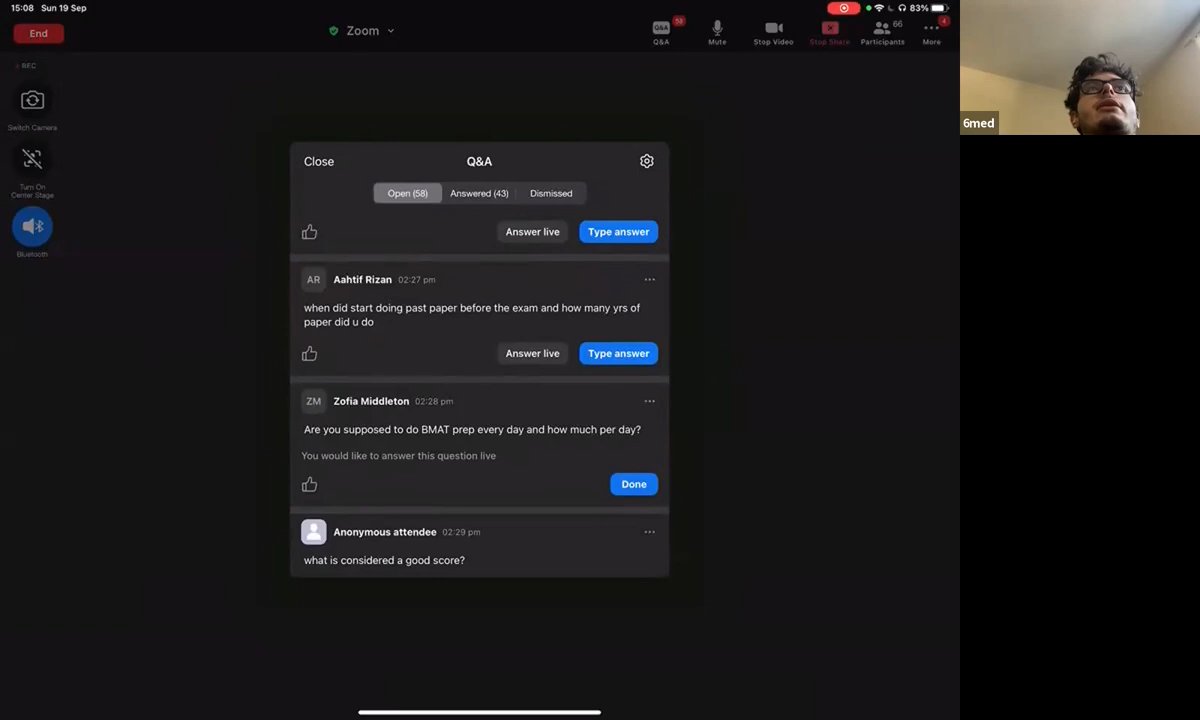 15:08 Sun 19 Sep
83%
End
Zoom
58
Q&A
Q&A
Mute
Stop Video
Stop Share
66
Participants
4
More
REC
Switch Camera
Turn On
Center Stage
Bluetooth
6med
Close
Q&A
Open (58)
Answered (43)
Dismissed
Answer live
Type answer
AR
Aahtif Rizan 02:27 pm
when did start doing past paper before the exam and how many yrs of
paper did u do
Answer live
Type answer
ZM
Zofia Middleton 02:28 pm
Are you supposed to do BMAT prep every day and how much per day?
You would like to answer this question live
Done
Anonymous attendee 02:29 pm
what is considered a good score?